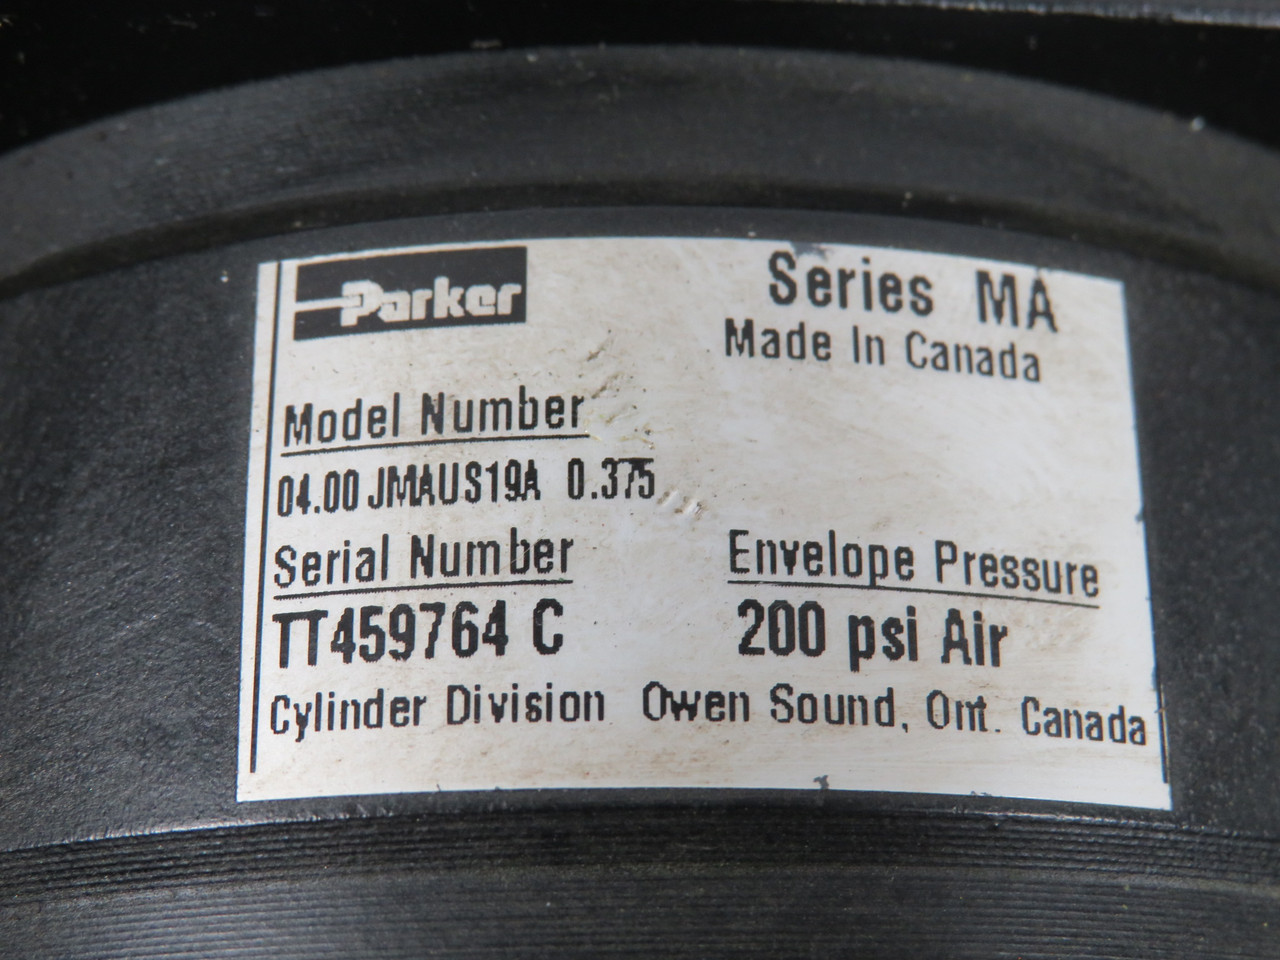 Parker
Series MA
Made In Canada
Model Number
04.00 JMAUS19A 0.375
Serial Number
TT459764 C
Envelope Pressure
200 psi Air
Cylinder Division Owen Sound, Ont. Canada